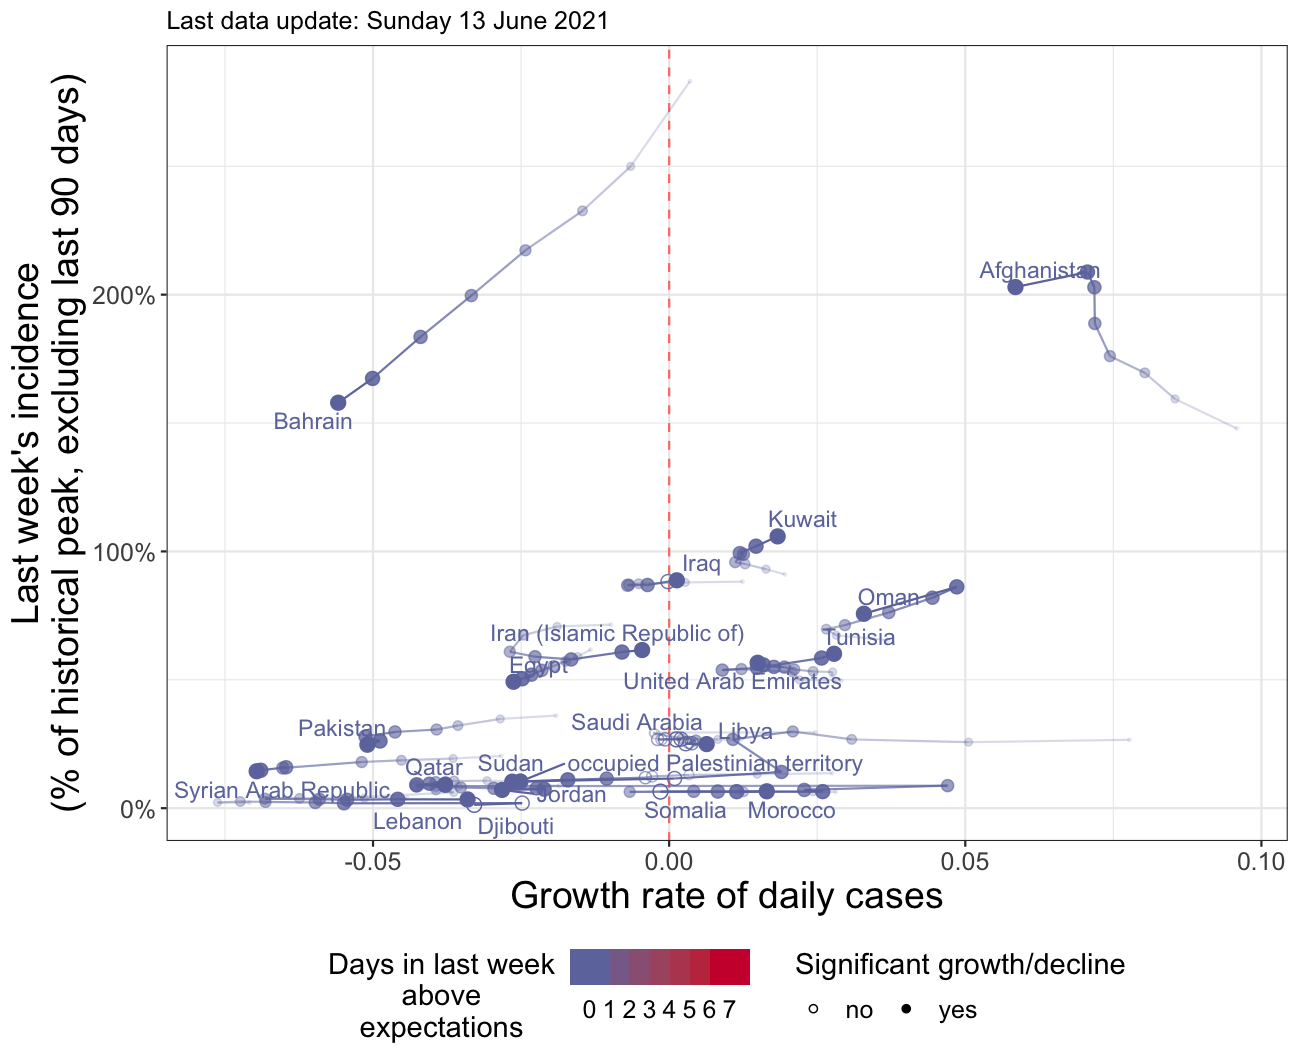 Last data update: Sunday 13 June 2021
Last week's incidence
(% of historical peak, excluding last 90 days)
200%
100%
0%
Afghanistan
Bahrain
Kuwait
Iraq
Oman
Iran (Islamic Republic of)
Tunisia
Egypt
United Arab Emirates
Saudi Arabia
Pakistan
Libya
Qatar
Sudan
occupied Palestinian territory
Syrian Arab Republic
Jordan
Somalia
Morocco
Lebanon
Djibouti
-0.05
0.00
0.05
0.10
Growth rate of daily cases
Days in last week
above
expectations
0 1 2 3 4 5 6 7
Significant growth/decline
no
yes